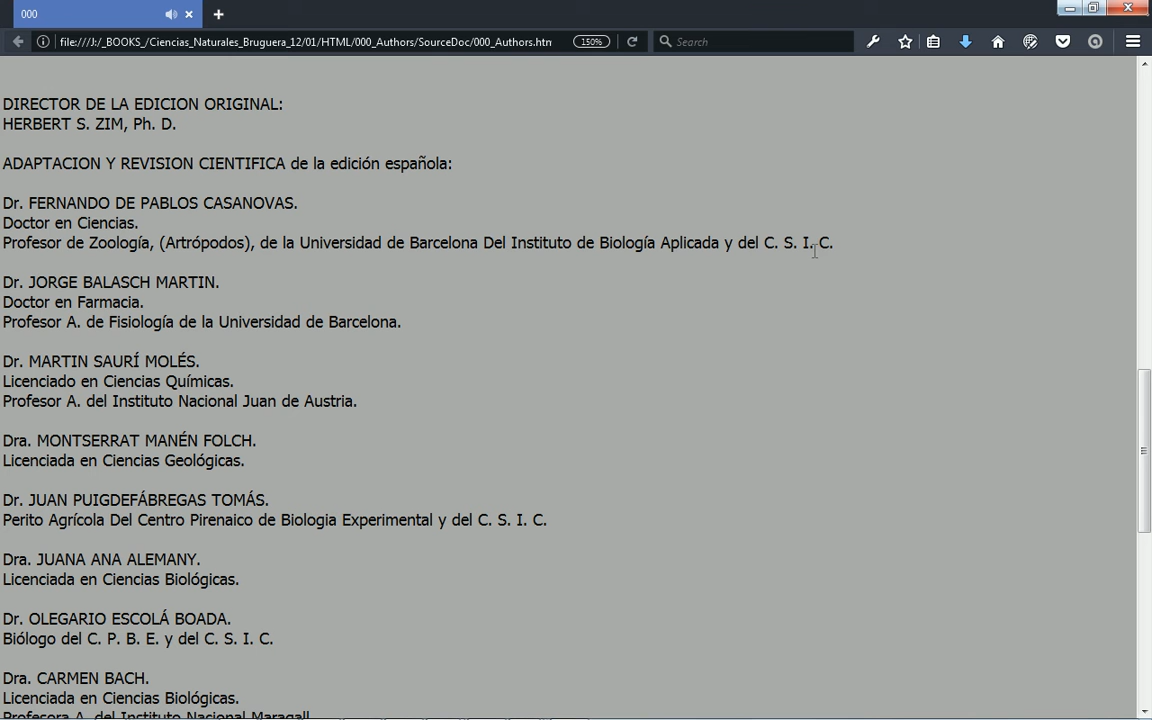 000
file:///J:/_BOOKS_/Ciencias_Naturales_Bruguera_12/01/HTML/000_Authors/SourceDoc/000_Authors.htm
150%
Search
DIRECTOR DE LA EDICION ORIGINAL:
HERBERT S. ZIM, Ph. D.
ADAPTACION Y REVISION CIENTIFICA de la edición española:
Dr. FERNANDO DE PABLOS CASANOVAS.
Doctor en Ciencias.
Profesor de Zoología, (Artrópodos), de la Universidad de Barcelona Del Instituto de Biología Aplicada y del C. S. I. C.
Dr. JORGE BALASCH MARTIN.
Doctor en Farmacia.
Profesor A. de Fisiología de la Universidad de Barcelona.
Dr. MARTIN SAURÍ MOLÉS.
Licenciado en Ciencias Químicas.
Profesor A. del Instituto Nacional Juan de Austria.
Dra. MONTSERRAT MANÉN FOLCH.
Licenciada en Ciencias Geológicas.
Dr. JUAN PUIGDEFÁBREGAS TOMÁS.
Perito Agrícola Del Centro Pirenaico de Biologia Experimental y del C. S. I. C.
Dra. JUANA ANA ALEMANY.
Licenciada en Ciencias Biológicas.
Dr. OLEGARIO ESCOLÁ BOADA.
Biólogo del C. P. B. E. y del C. S. I. C.
Dra. CARMEN BACH.
Licenciada en Ciencias Biológicas.
Profesora A. del Instituto Nacional Maragall